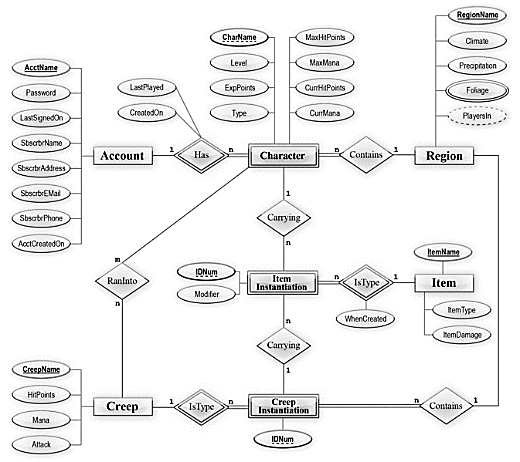 CharName
MaxHitPoints
RegionName
Level
MaxMana
Climate
AcctName
LastPlayed
ExpPoints
CurrHitPoints
Precipitation
Password
CreatedOn
Type
CurrMana
Foliage
LastSignedOn
PlayersIn
SbscrbrName
Account
1
Has
n
Character
n
Contains
1
Region
SbscrbrAddress
SbscrbrEMail
1
SbscrbrPhone
Carrying
AcctCreatedOn
n
m
ItemName
RanInto
IDNum
Modifier
Item
Instantiation
n
IsType
1
Item
n
n
WhenCreated
ItemType
ItemDamage
Carrying
CreepName
1
HitPoints
Creep
1
IsType
n
Creep
Instantiation
n
Contains
1
Mana
Attack
IDNum